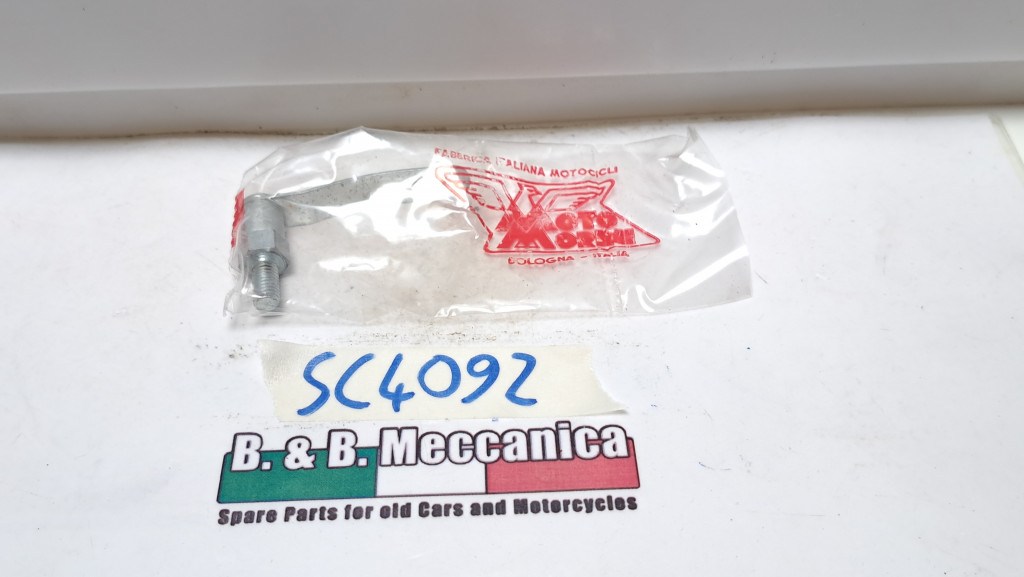 FABBRICA ITALIANA MOTOCICLI
MOTO
MORINI
BOLOGNA - ITALIA
SC4092
B. & B. Meccanica
Spare Parts for old Cars and Motorcycles